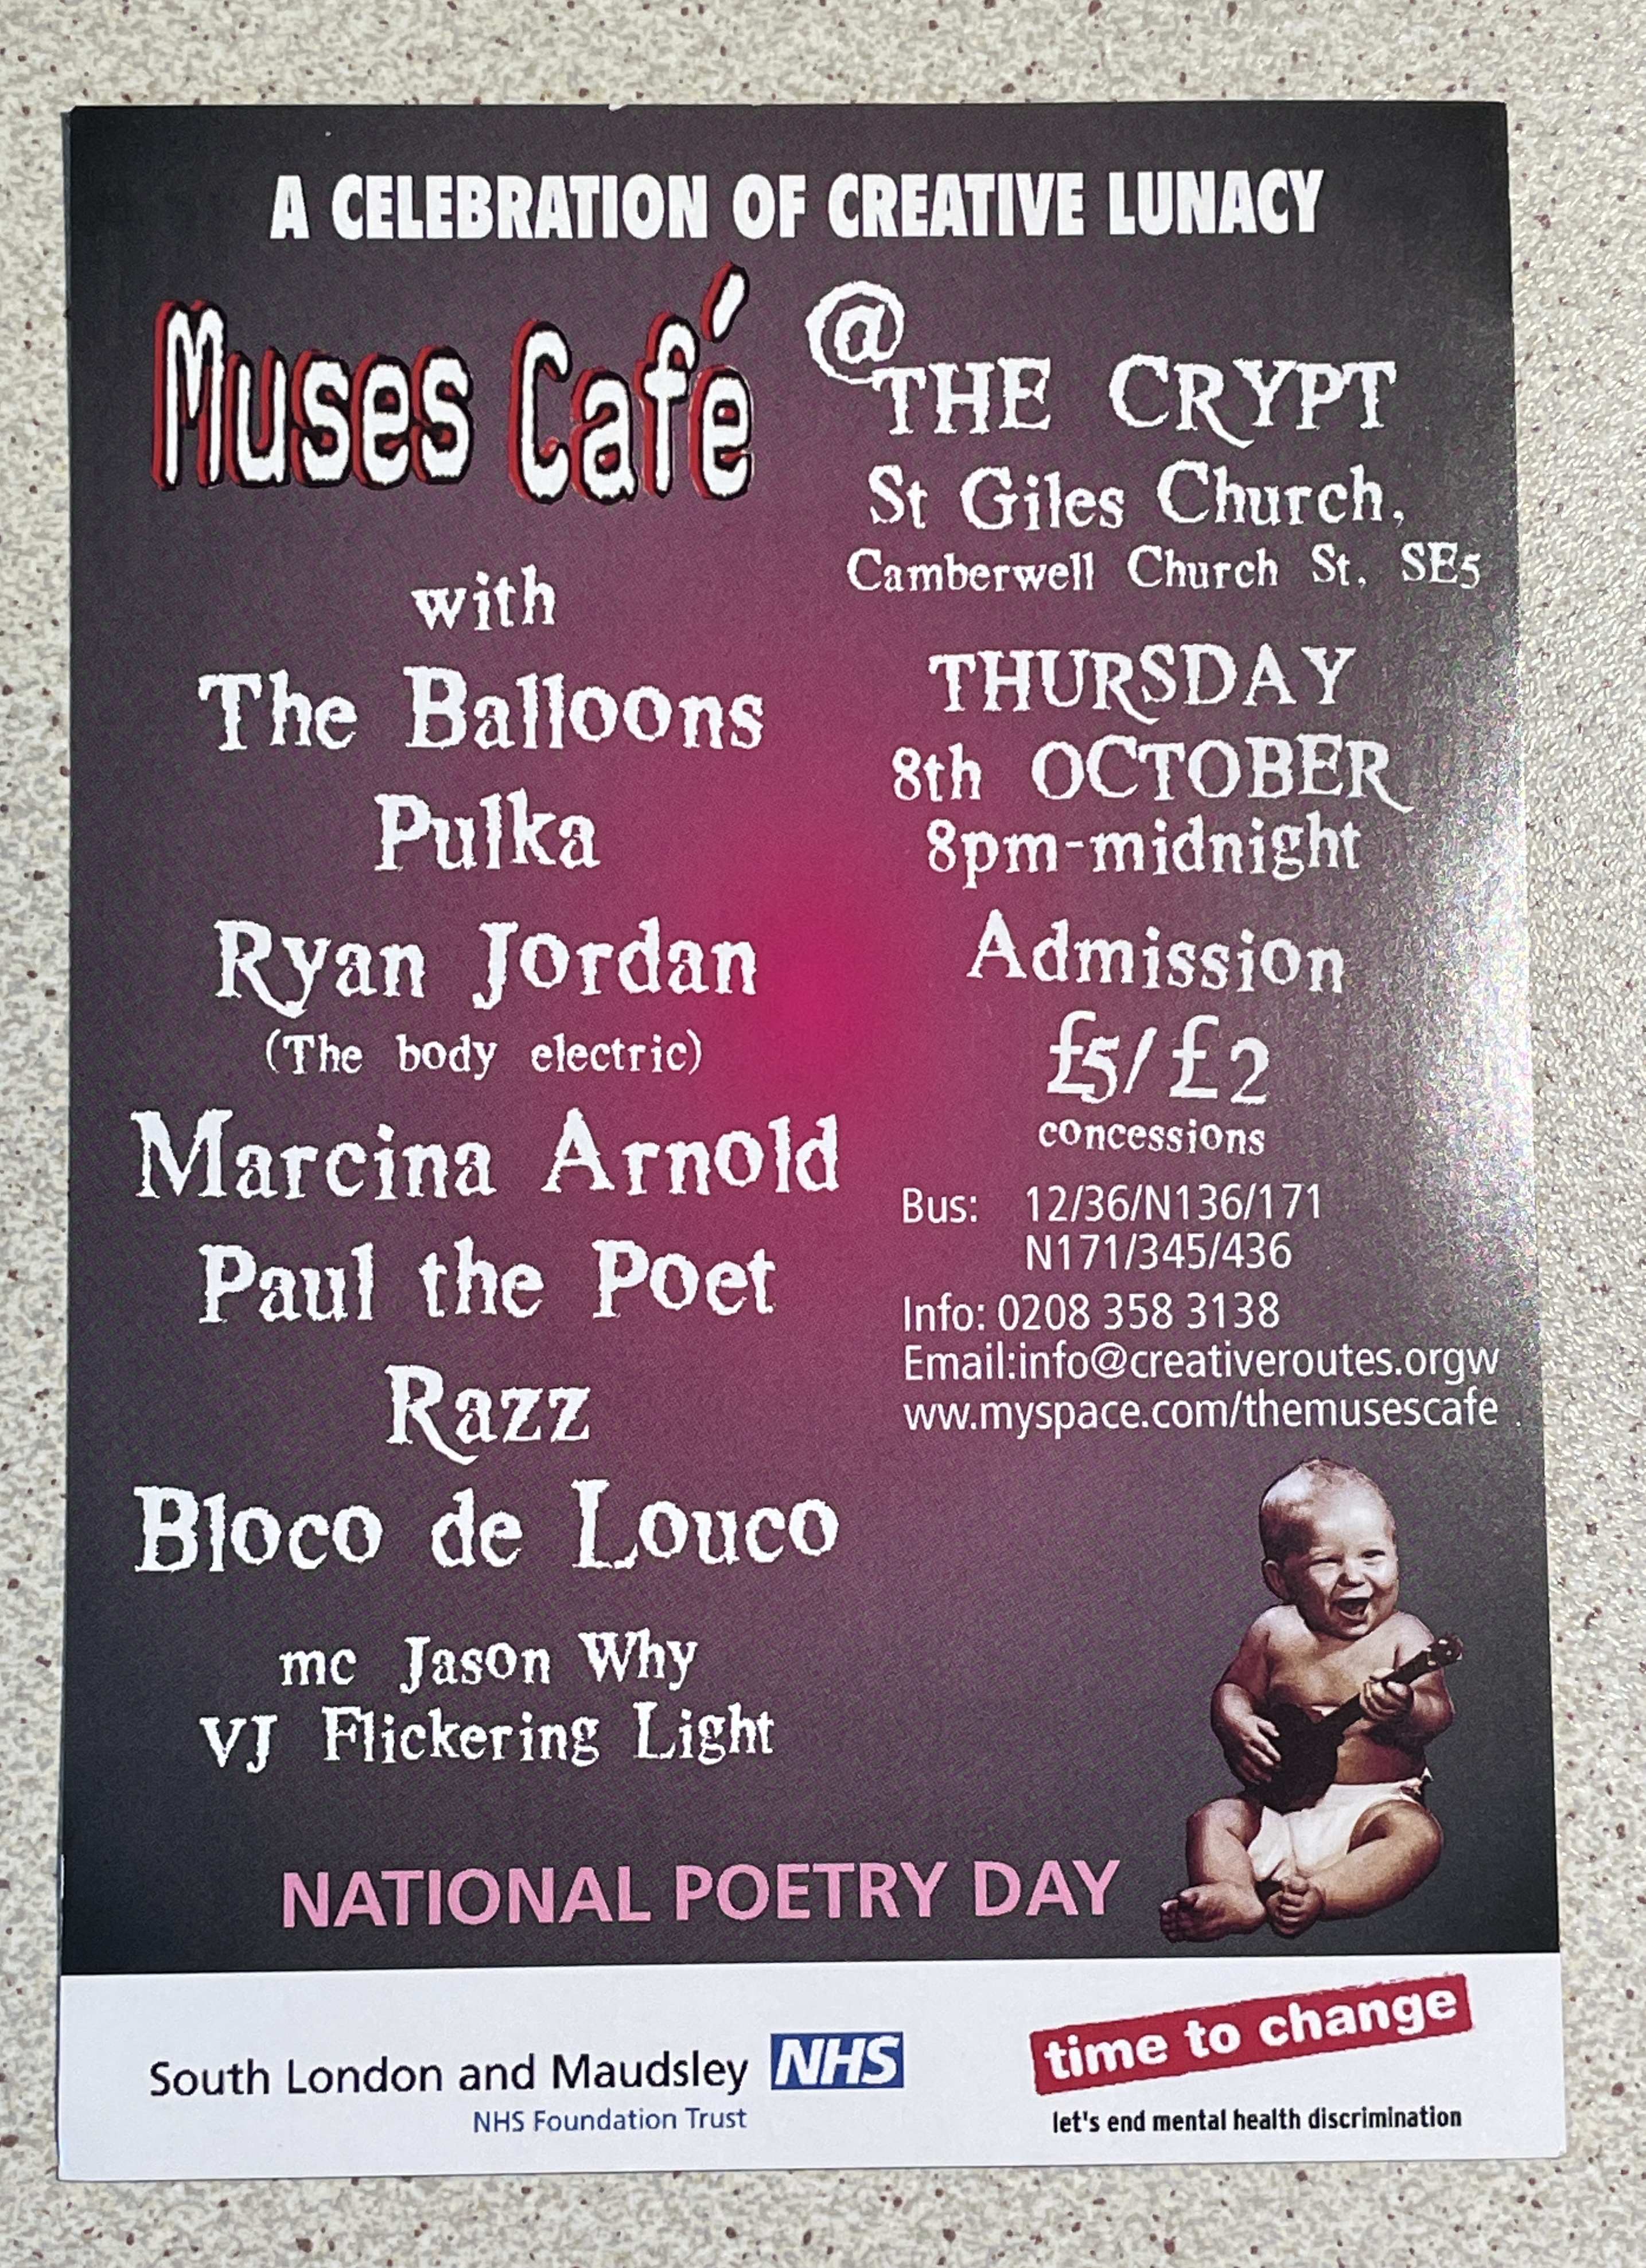 A CELEBRATION OF CREATIVE LUNACY
Muses Café
@
THE CRYPT
St Giles Church,
Camberwell Church St, SE5
with
The Balloons
Pulka
Ryan Jordan
(The body electric)
Marcina Arnold
Paul the Poet
Razz
Bloco de Louco
mc Jason Why
VJ Flickering Light
THURSDAY
8th OCTOBER
8pm-midnight
Admission
£5/£2
concessions
Bus: 12/36/N136/171
N171/345/436
Info: 0208 358 3138
Email:info@creativeroutes.orgw
ww.myspace.com/themusescafe .
NATIONAL POETRY DAY
South London and Maudsley NHS
NHS Foundation Trust
time to change
let's end mental health discrimination